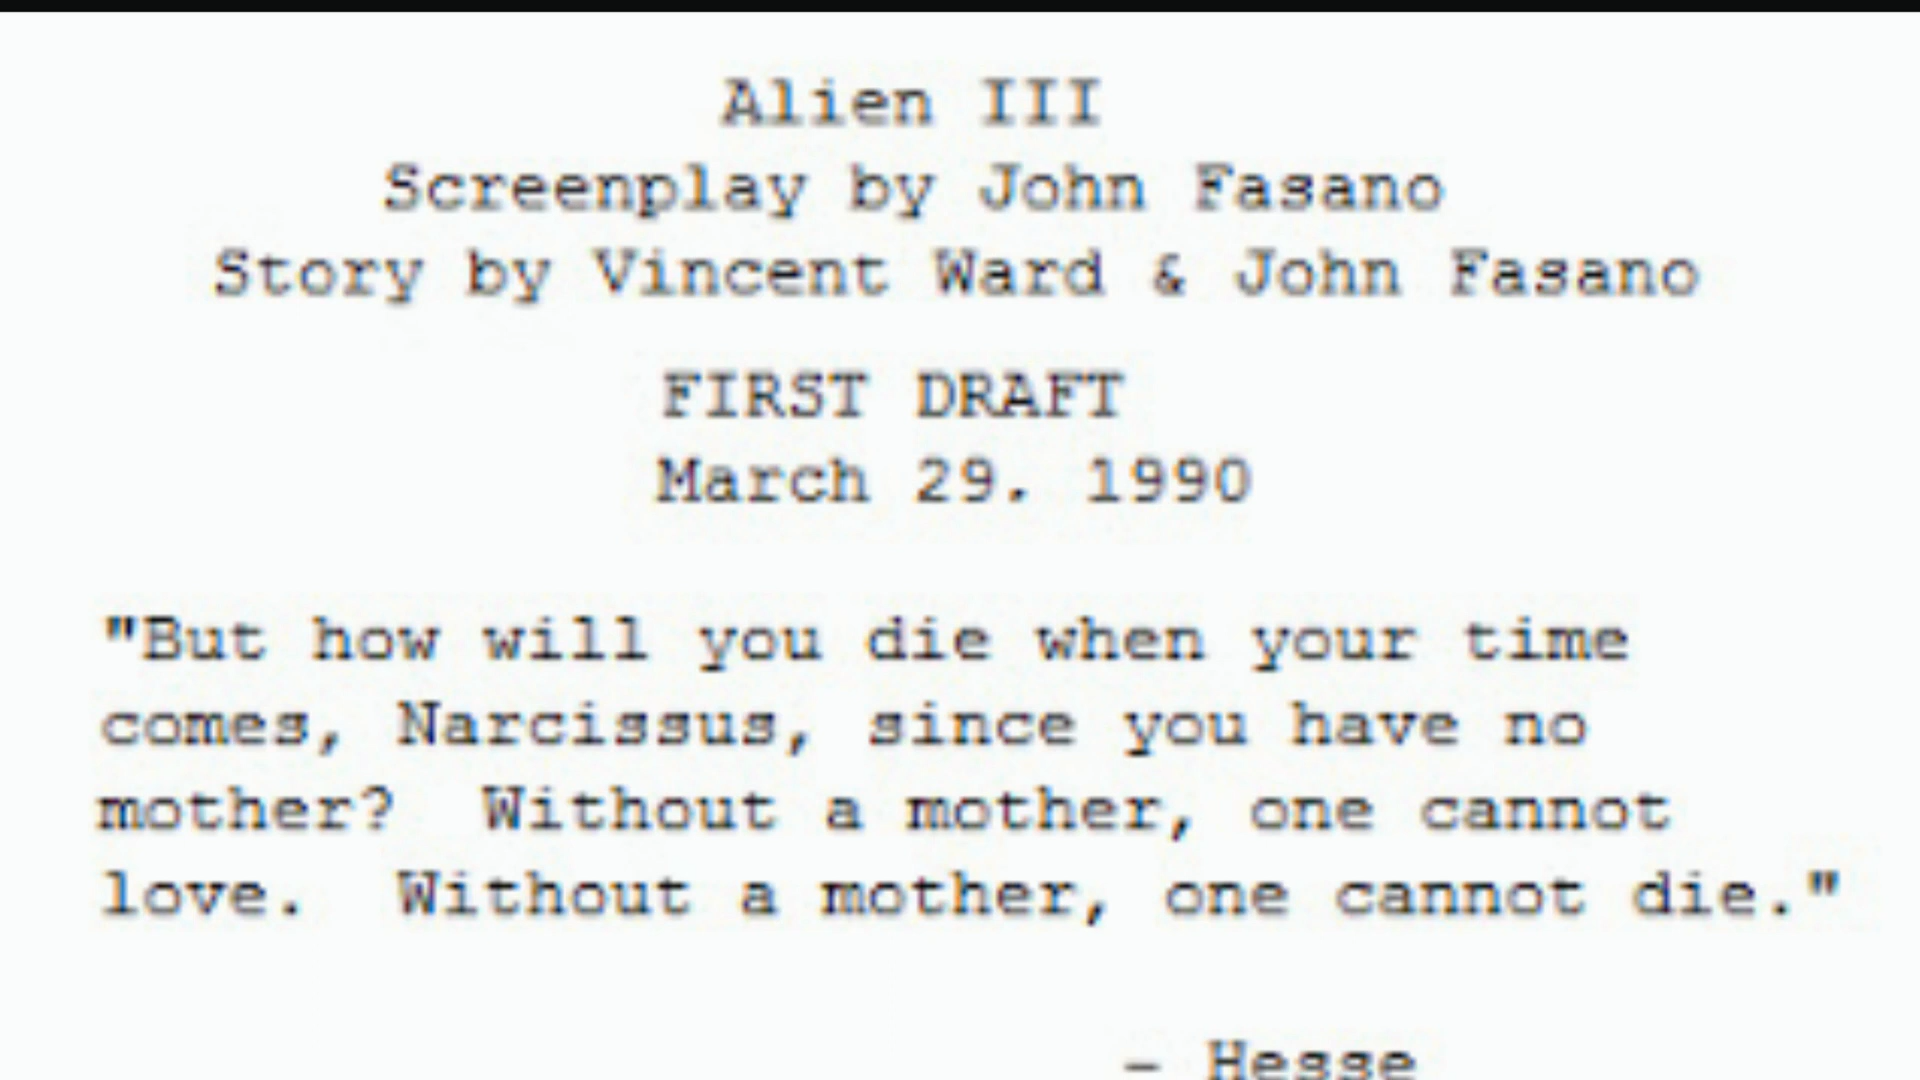 Alien III
Screenplay by John Fasano
Story by Vincent Ward & John Fasano
FIRST DRAFT
March 29. 1990
"But how will you die when your time
comes, Narcissus, since you have no
mother?  Without a mother, one cannot
love.  Without a mother, one cannot die."
- Hesse